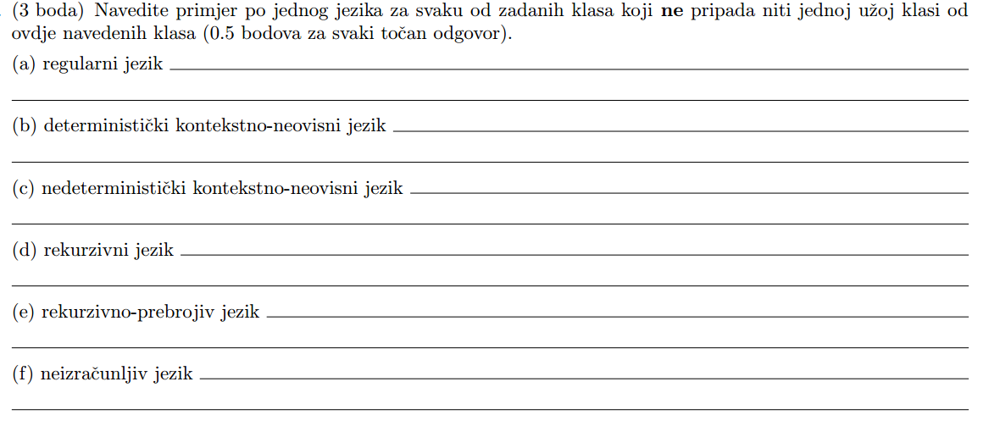 (3 boda) Navedite primjer po jednog jezika za svaku od zadanih klasa koji ne pripada niti jednoj užoj klasi od
ovdje navedenih klasa (0.5 bodova za svaki točan odgovor).
(a) regularni jezik
(b) deterministički kontekstno-neovisni jezik
(c) nedeterministički kontekstno-neovisni jezik
(d) rekurzivni jezik
(e) rekurzivno-prebrojiv jezik
(f) neizračunljiv jezik